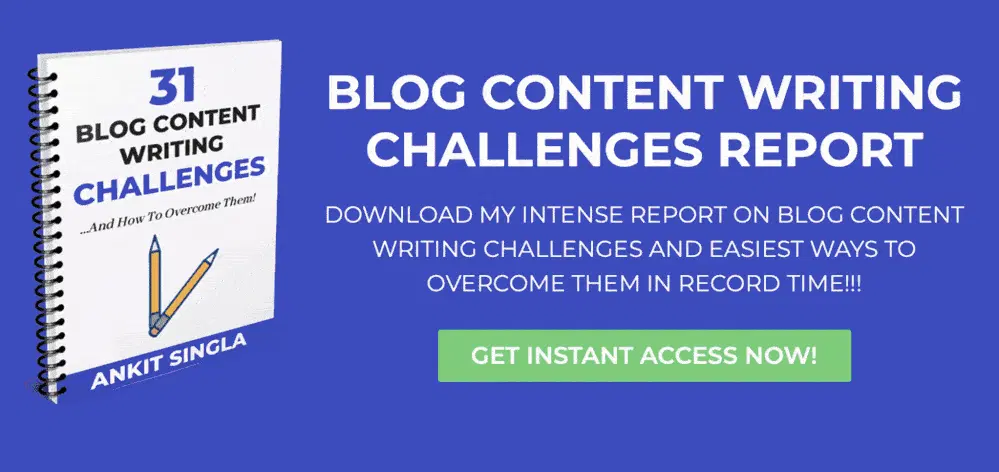 31
BLOG CONTENT
WRITING
CHALLENGES
...And How To Overcome Them!
ANKIT SINGLA
BLOG CONTENT WRITING
CHALLENGES REPORT
DOWNLOAD MY INTENSE REPORT ON BLOG CONTENT
WRITING CHALLENGES AND EASIEST WAYS TO
OVERCOME THEM IN RECORD TIME!!!
GET INSTANT ACCESS NOW!